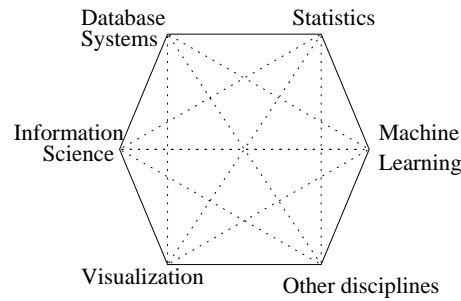 Database
Systems
Statistics
Information
Science
Machine
Learning
Visualization
Other disciplines